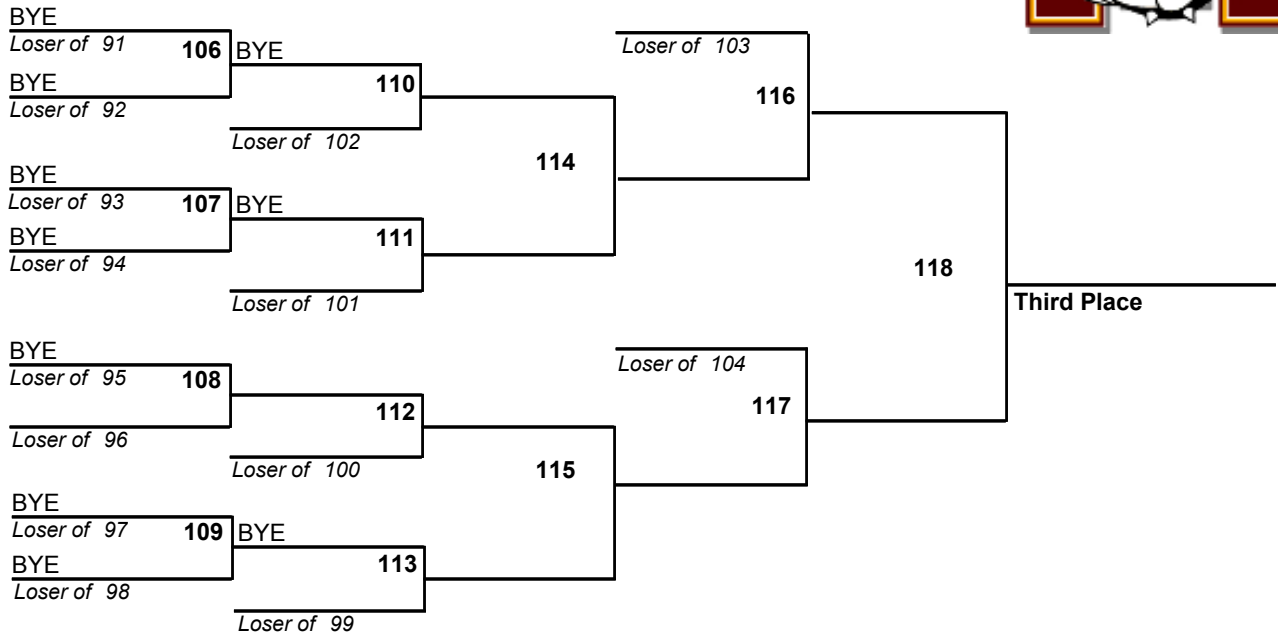 BYE
Loser of 91
106
BYE
BYE
Loser of 92
110
Loser of 102
Loser of 103
116
114
BYE
Loser of 93
107
BYE
BYE
Loser of 94
111
Loser of 101
118
Third Place
BYE
Loser of 95
108
Loser of 96
112
Loser of 100
Loser of 104
117
115
BYE
Loser of 97
109
BYE
BYE
Loser of 98
113
Loser of 99